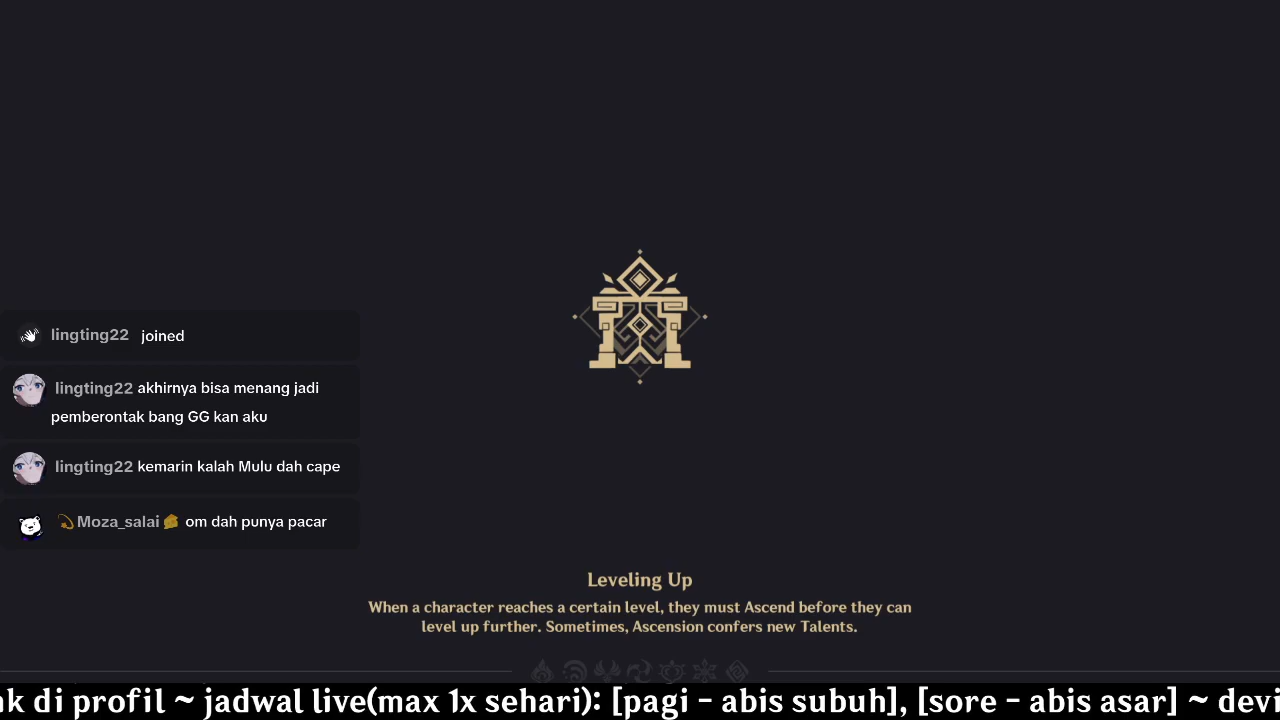 lingting22 joined
lingting22 akhirnya bisa menang jadi
pemberontak bang GG kan aku
lingting22 kemarin kalah Mulu dah cape
Moza_salai om dah punya pacar
Leveling Up
When a character reaches a certain level, they must Ascend before they can
level up further. Sometimes, Ascension confers new Talents.
di profil ~ jadwal live(max 1x sehari): [pagi - abis subuh], [sore - abis asar] ~